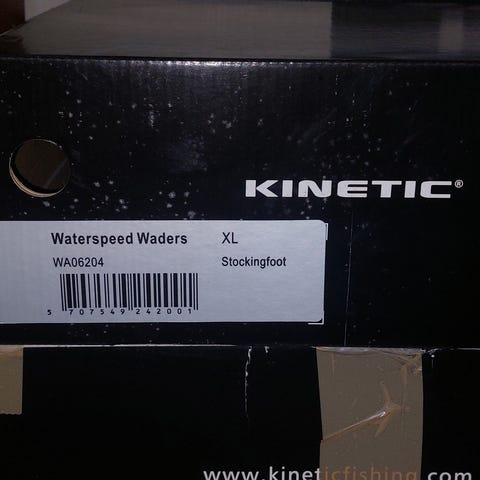 KINETIC®
Waterspeed Waders XL
WA06204 Stockingfoot
5 707549 242001
www.kineticfishing.com